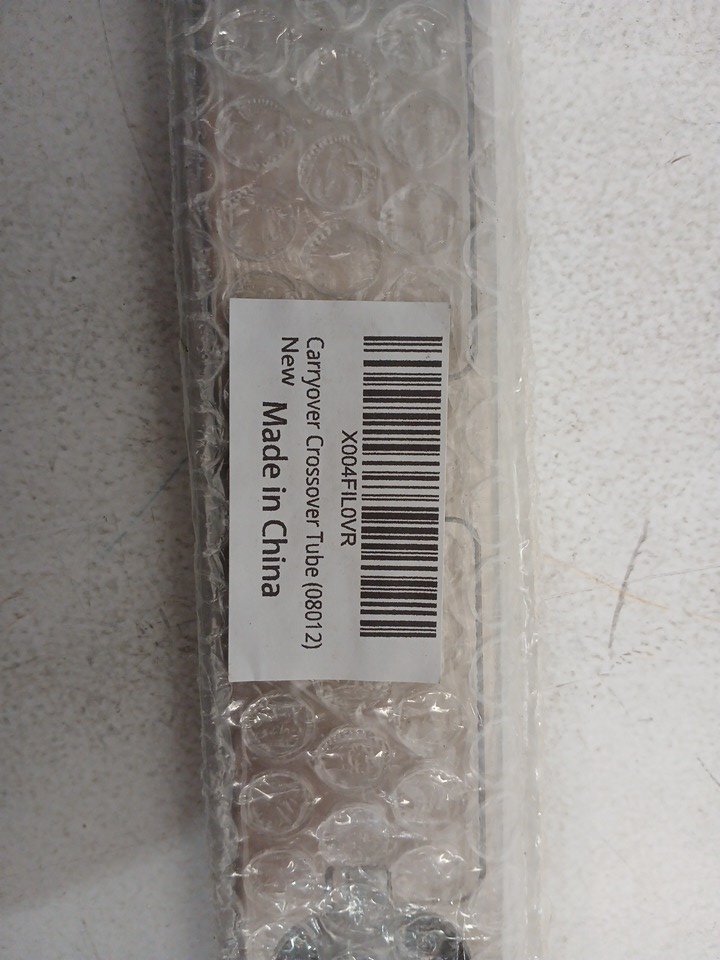 X004FIL0VR
Carryover Crossover Tube (08012)
New
Made in China